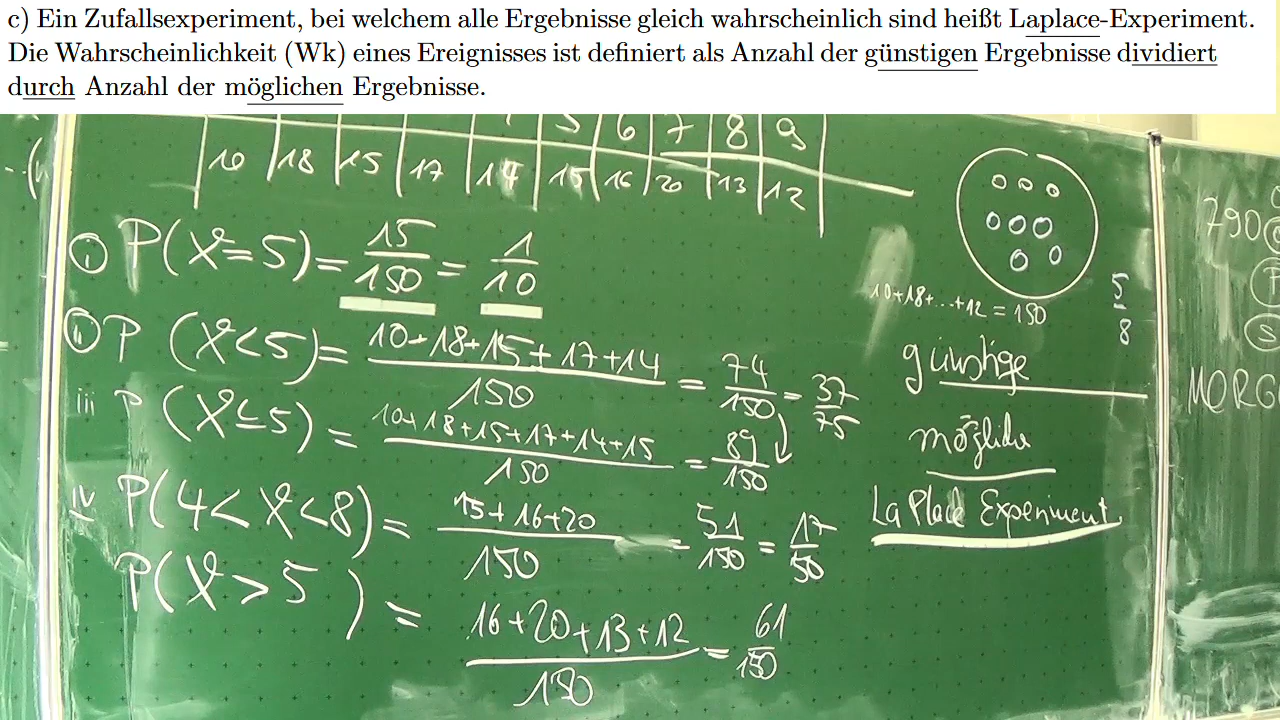 c) Ein Zufallsexperiment, bei welchem alle Ergebnisse gleich wahrscheinlich sind heißt Laplace-Experiment.
Die Wahrscheinlichkeit (Wk) eines Ereignisses ist definiert als Anzahl der günstigen Ergebnisse dividiert
durch Anzahl der möglichen Ergebnisse.
5 6 7 8 9
10 18 15 17 14 15 16 20 13 12
i P(X=5) = 15/150 = 1/10
10+18+...+12 = 150
5/8
ii P(X<5) = 10+18+15+17+14/150 = 74/150 = 37/75
günstige
iii P(X≤5) = 10+18+15+17+14+15/150 = 89/150
mögliche
iv P(4<X<8) = 15+16+20/150 = 51/150 = 17/50
LaPlace Experiment
P(X>5) = 16+20+13+12/150 = 61/150
790
P
S
MORG